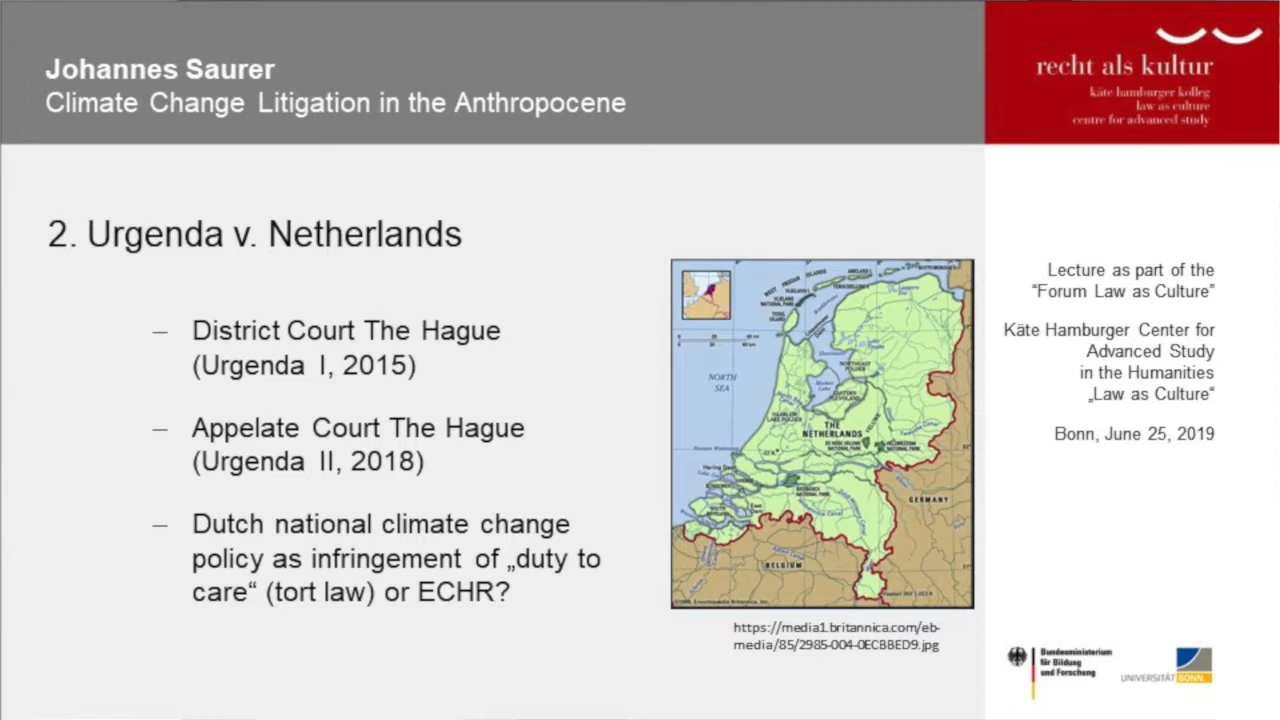 Johannes Saurer
Climate Change Litigation in the Anthropocene
recht als kultur
käte hamburger kolleg
law as culture
centre for advanced study
2. Urgenda v. Netherlands
– District Court The Hague
(Urgenda I, 2015)
– Appelate Court The Hague
(Urgenda II, 2018)
– Dutch national climate change
policy as infringement of „duty to
care“ (tort law) or ECHR?
NORTH
SEA
THE
NETHERLANDS
GERMANY
BELGIUM
https://media1.britannica.com/eb-
media/85/2985-004-0ECBBED9.jpg
Lecture as part of the
“Forum Law as Culture”
Käte Hamburger Center for
Advanced Study
in the Humanities
„Law as Culture“
Bonn, June 25, 2019
Bundesministerium
für Bildung
und Forschung
UNIVERSITÄT BONN